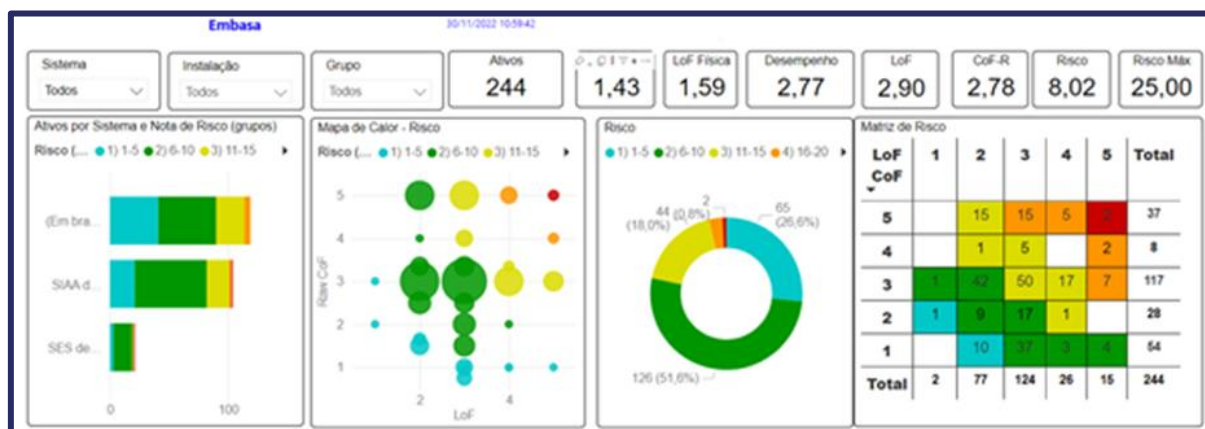 Embasa
30/11/2022 10:59:42
Sistema
Todos
Instalação
Todos
Grupo
Todos
Ativos
244
1,43
LoF Física
1,59
Desempenho
2,77
LoF
2,90
CoF-R
2,78
Risco
8,02
Risco Máx
25,00
Ativos por Sistema e Nota de Risco (grupos)
Risco (... 1) 1-5 2) 6-10 3) 11-15
(Em bra...
SIAA d...
SES de...
0 100
Mapa de Calor - Risco
Risco (... 1) 1-5 2) 6-10 3) 11-15
5
4
3
2
1
Raw CoF
2 4
LoF
Risco
1) 1-5 2) 6-10 3) 11-15 4) 16-20
2
(0,8%)
44
(18,0%)
65
(26,6%)
126 (51,6%)
Matriz de Risco
LoF 1 2 3 4 5 Total
CoF
5 15 15 5 2 37
4 1 5 2 8
3 1 42 50 17 7 117
2 1 9 17 1 28
1 10 37 3 4 54
Total 2 77 124 26 15 244